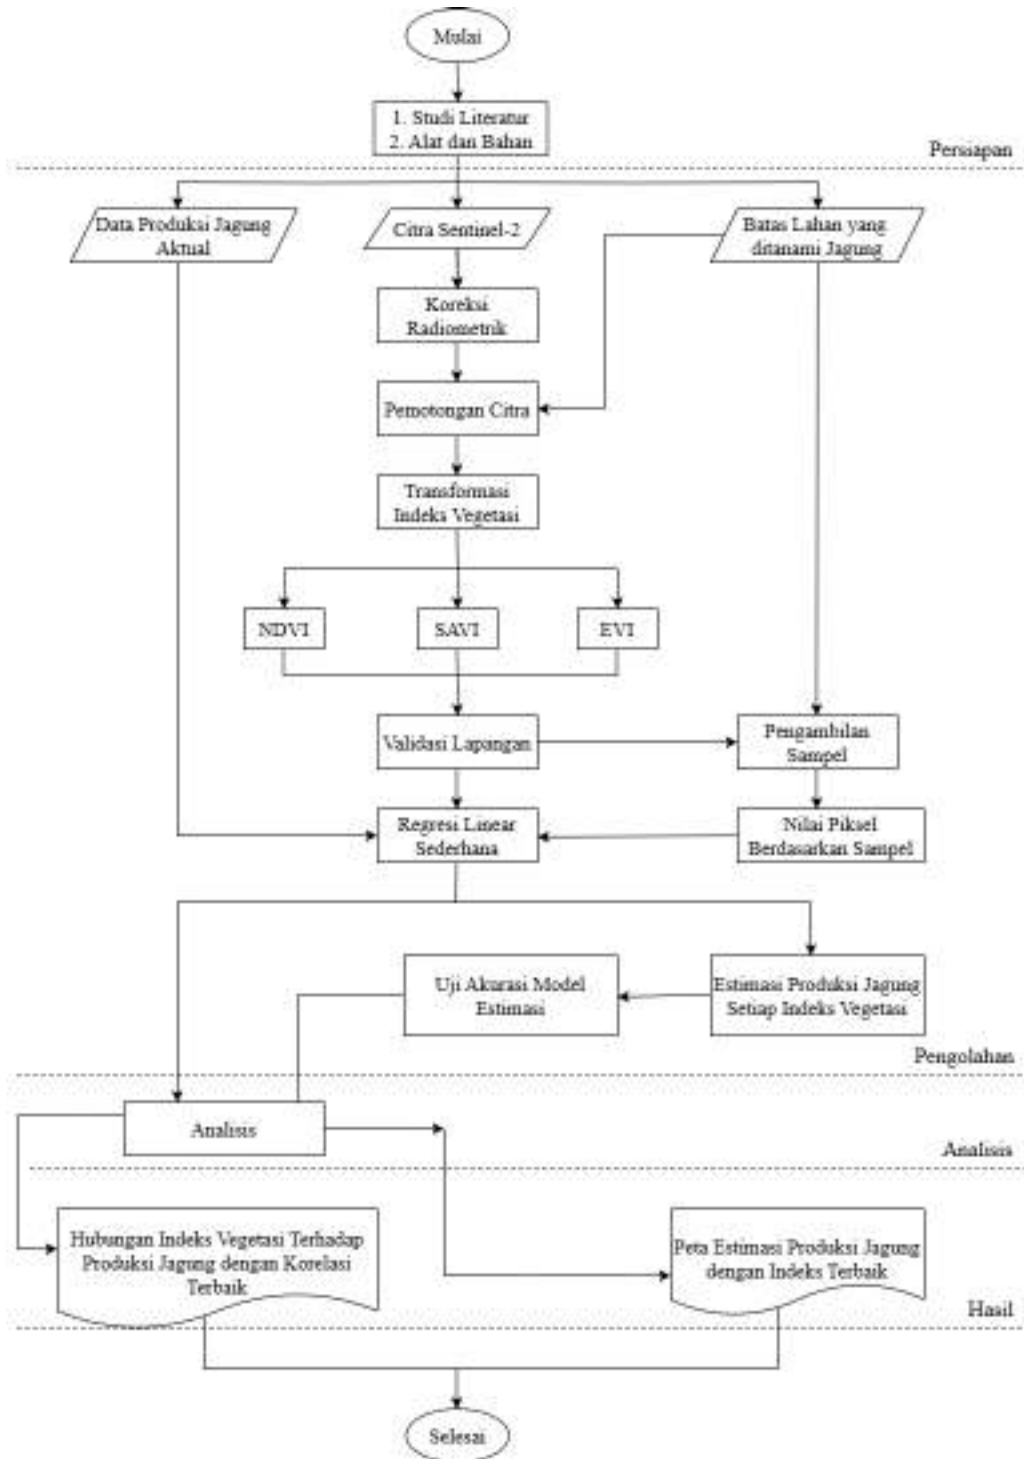 Mulai
1. Studi Literatur
2. Alat dan Bahan
Persiapan
Data Produksi Jagung
Aktual
Citra Sentinel-2
Batas Lahan yang
ditanami Jagung
Koreksi
Radiometrik
Pemotongan Citra
Transformasi
Indeks Vegetasi
NDVI
SAVI
EVI
Validasi Lapangan
Pengambilan
Sampel
Regresi Linear
Sederhana
Nilai Piksel
Berdasarkan Sampel
Uji Akurasi Model
Estimasi
Estimasi Produksi Jagung
Setiap Indeks Vegetasi
Pengolahan
Analisis
Analisis
Hubungan Indeks Vegetasi Terhadap
Produksi Jagung dengan Korelasi
Terbaik
Peta Estimasi Produksi Jagung
dengan Indeks Terbaik
Hasil
Selesai